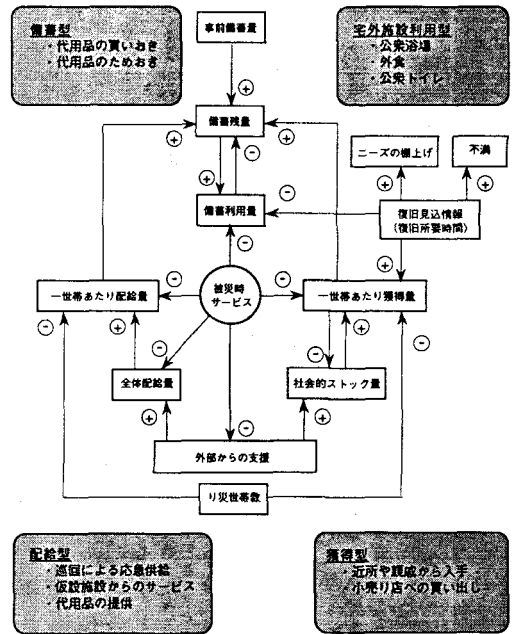 備蓄型
・代用品の買いおき
・代用品のためおき
事前備蓄量
宅外施設利用型
・公衆浴場
・外食
・公衆トイレ
+
備蓄残量
+
+
+
-
ニーズの棚上げ
不満
+
+
備蓄利用量
-
復旧見込情報
(復旧所要時間)
-
+
一世帯あたり配給量
-
被災時
サービス
-
一世帯あたり獲得量
-
+
-
-
+
-
全体配給量
社会的ストック量
+
-
+
外部からの支援
り災世帯数
配給型
・巡回による応急供給
・仮設施設からのサービス
・代用品の提供
獲得型
・近所や親戚から入手
・小売り店への買い出し